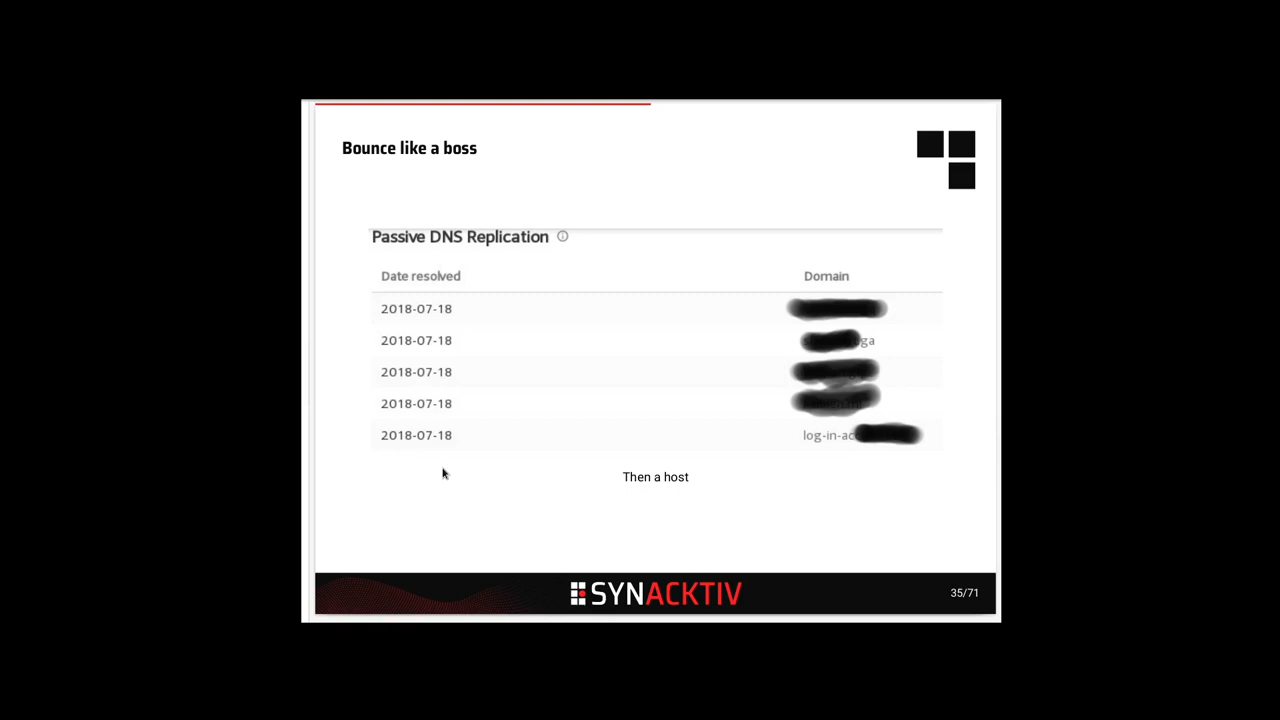 Bounce like a boss
Passive DNS Replication
Date resolved Domain
2018-07-18
2018-07-18
2018-07-18
2018-07-18
2018-07-18
Then a host
SYNACKTIV
35/71